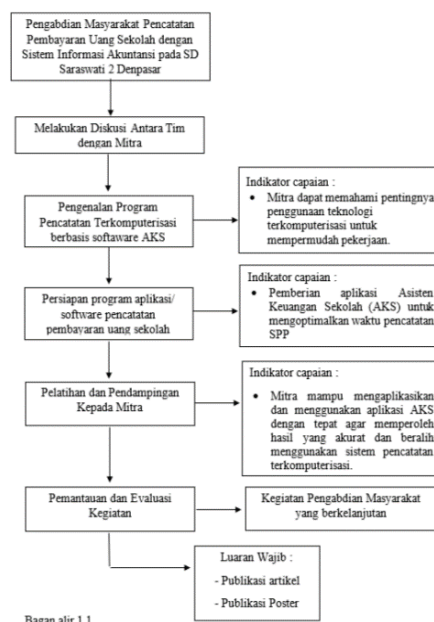 Pengabdian Masyarakat Pencatatan
Pembayaran Uang Sekolah dengan
Sistem Informasi Akuntansi pada SD
Saraswati 2 Denpasar
Melakukan Diskusi Antara Tim
dengan Mitra
Pengenalan Program
Pencatatan Terkomputerisasi
berbasis softaware AKS
Indikator capaian :
• Mitra dapat memahami pentingnya
penggunaan teknologi
terkomputerisasi untuk
mempermudah pekerjaan.
Persiapan program aplikasi/
software pencatatan
pembayaran uang sekolah
Indikator capaian :
• Pemberian aplikasi Asisten
Keuangan Sekolah (AKS) untuk
mengoptimalkan waktu pencatatan
SPP
Pelatihan dan Pendampingan
Kepada Mitra
Indikator capaian :
• Mitra mampu mengaplikasikan
dan menggunakan aplikasi AKS
dengan tepat agar memperoleh
hasil yang akurat dan beralih
menggunakan sistem pencatatan
terkomputerisasi.
Pemantauan dan Evaluasi
Kegiatan
Kegiatan Pengabdian Masyarakat
yang berkelanjutan
Luaran Wajib :
- Publikasi artikel
- Publikasi Poster
Bagan alir 1.1